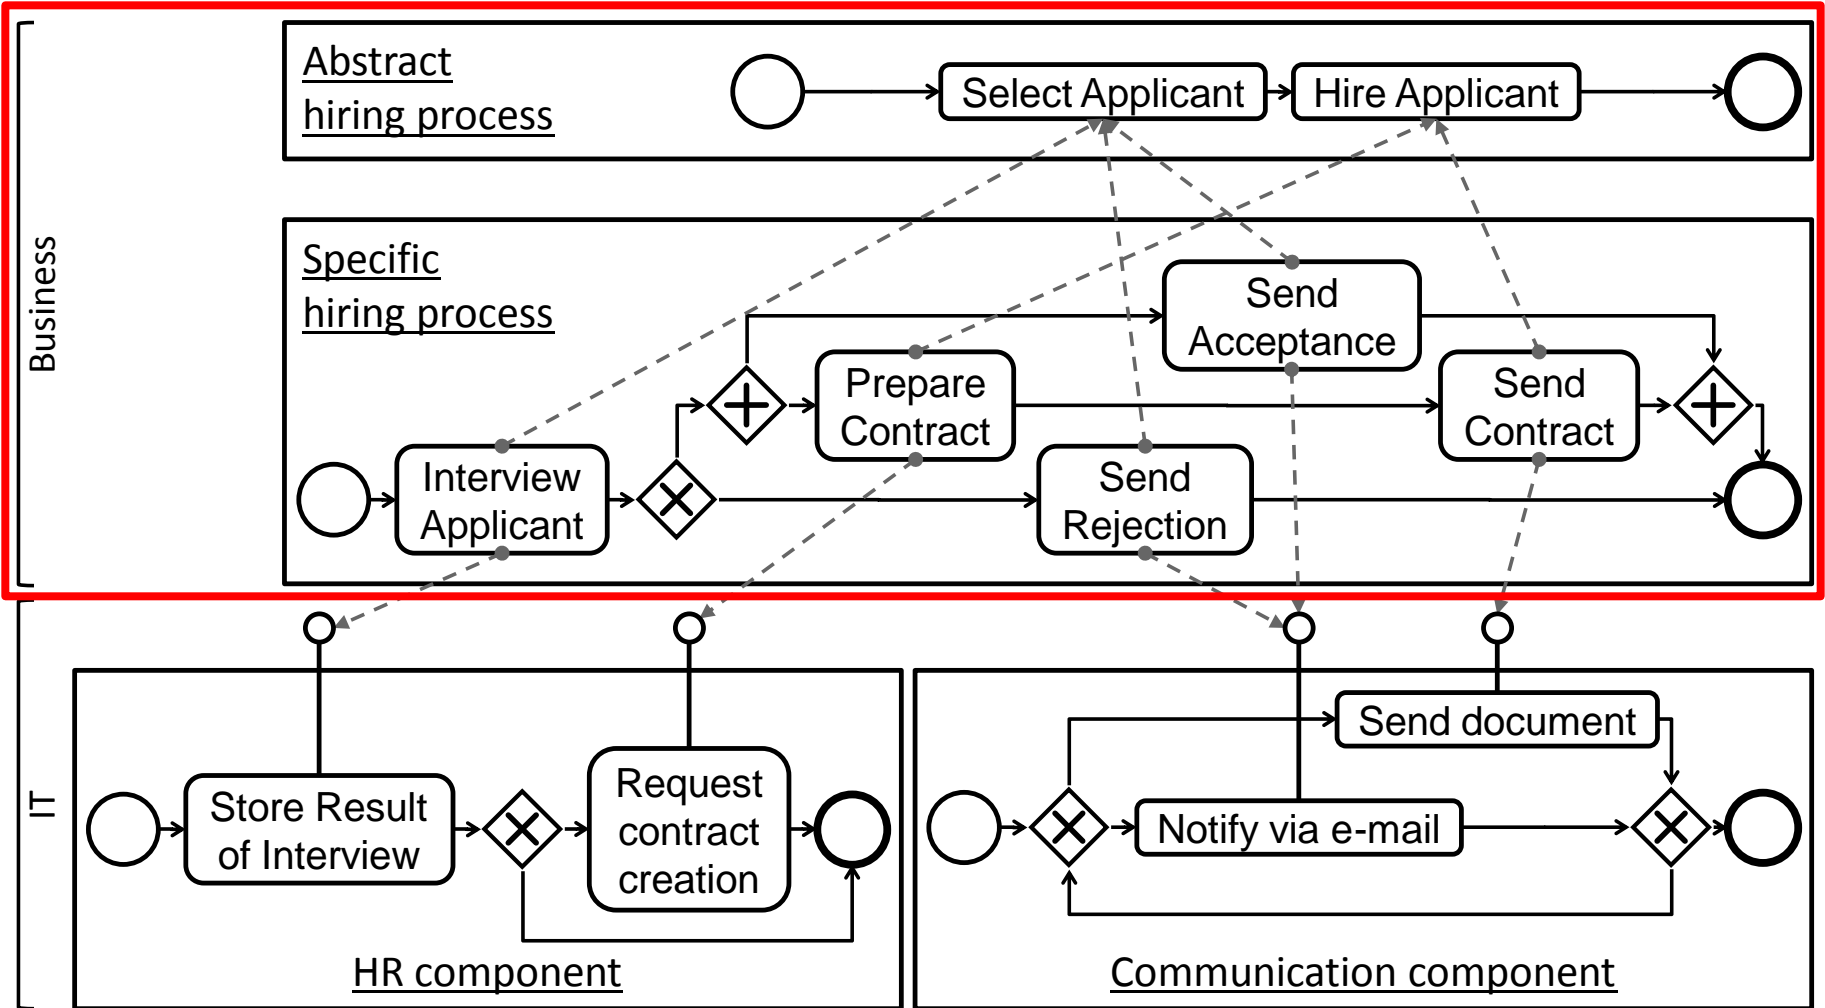 Business
Abstract
hiring process
Select Applicant
Hire Applicant
Specific
hiring process
Send
Acceptance
Prepare
Contract
Send
Contract
Interview
Applicant
Send
Rejection
IT
Store Result
of Interview
Request
contract
creation
HR component
Send document
Notify via e-mail
Communication component